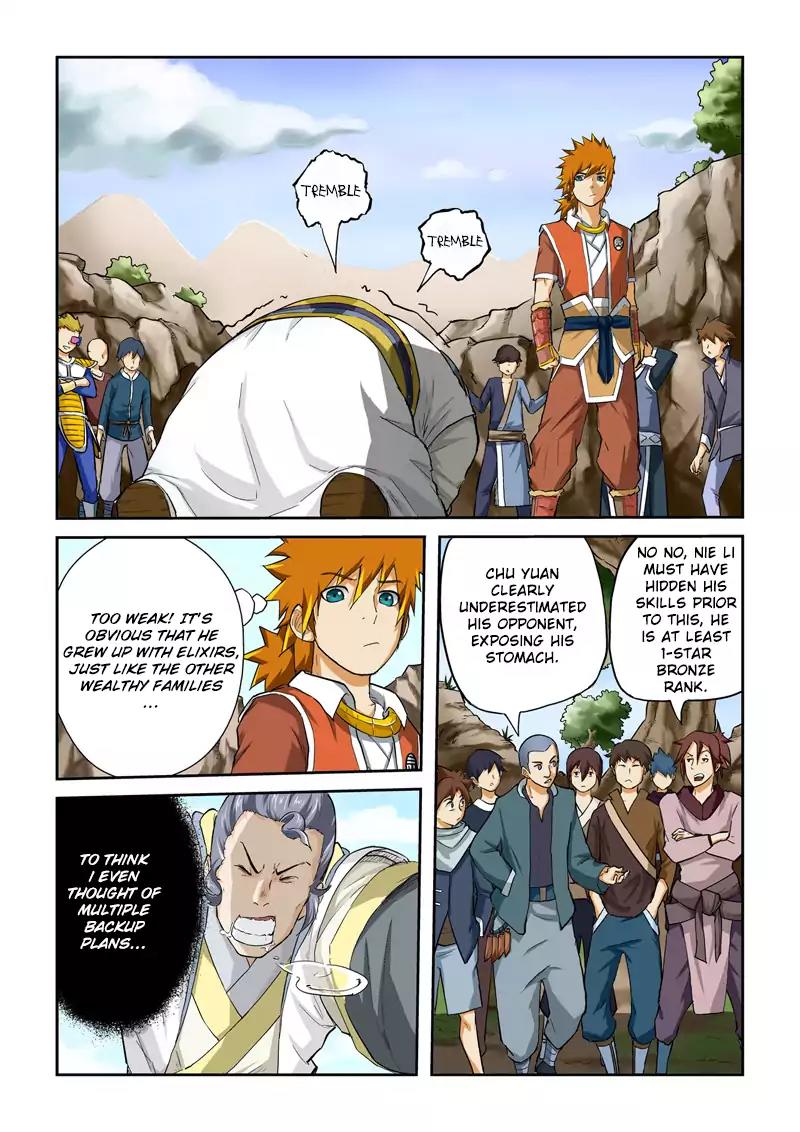 TREMBLE
TREMBLE
TOO WEAK! IT'S
OBVIOUS THAT HE
GREW UP WITH ELIXIRS,
JUST LIKE THE OTHER
WEALTHY FAMILIES
...
CHU YUAN
CLEARLY
UNDERESTIMATED
HIS OPPONENT,
EXPOSING HIS
STOMACH.
NO NO, NIE LI
MUST HAVE
HIDDEN HIS
SKILLS PRIOR
TO THIS, HE
IS AT LEAST
1-STAR
BRONZE
RANK.
TO THINK
I EVEN
THOUGHT OF
MULTIPLE
BACKUP
PLANS...